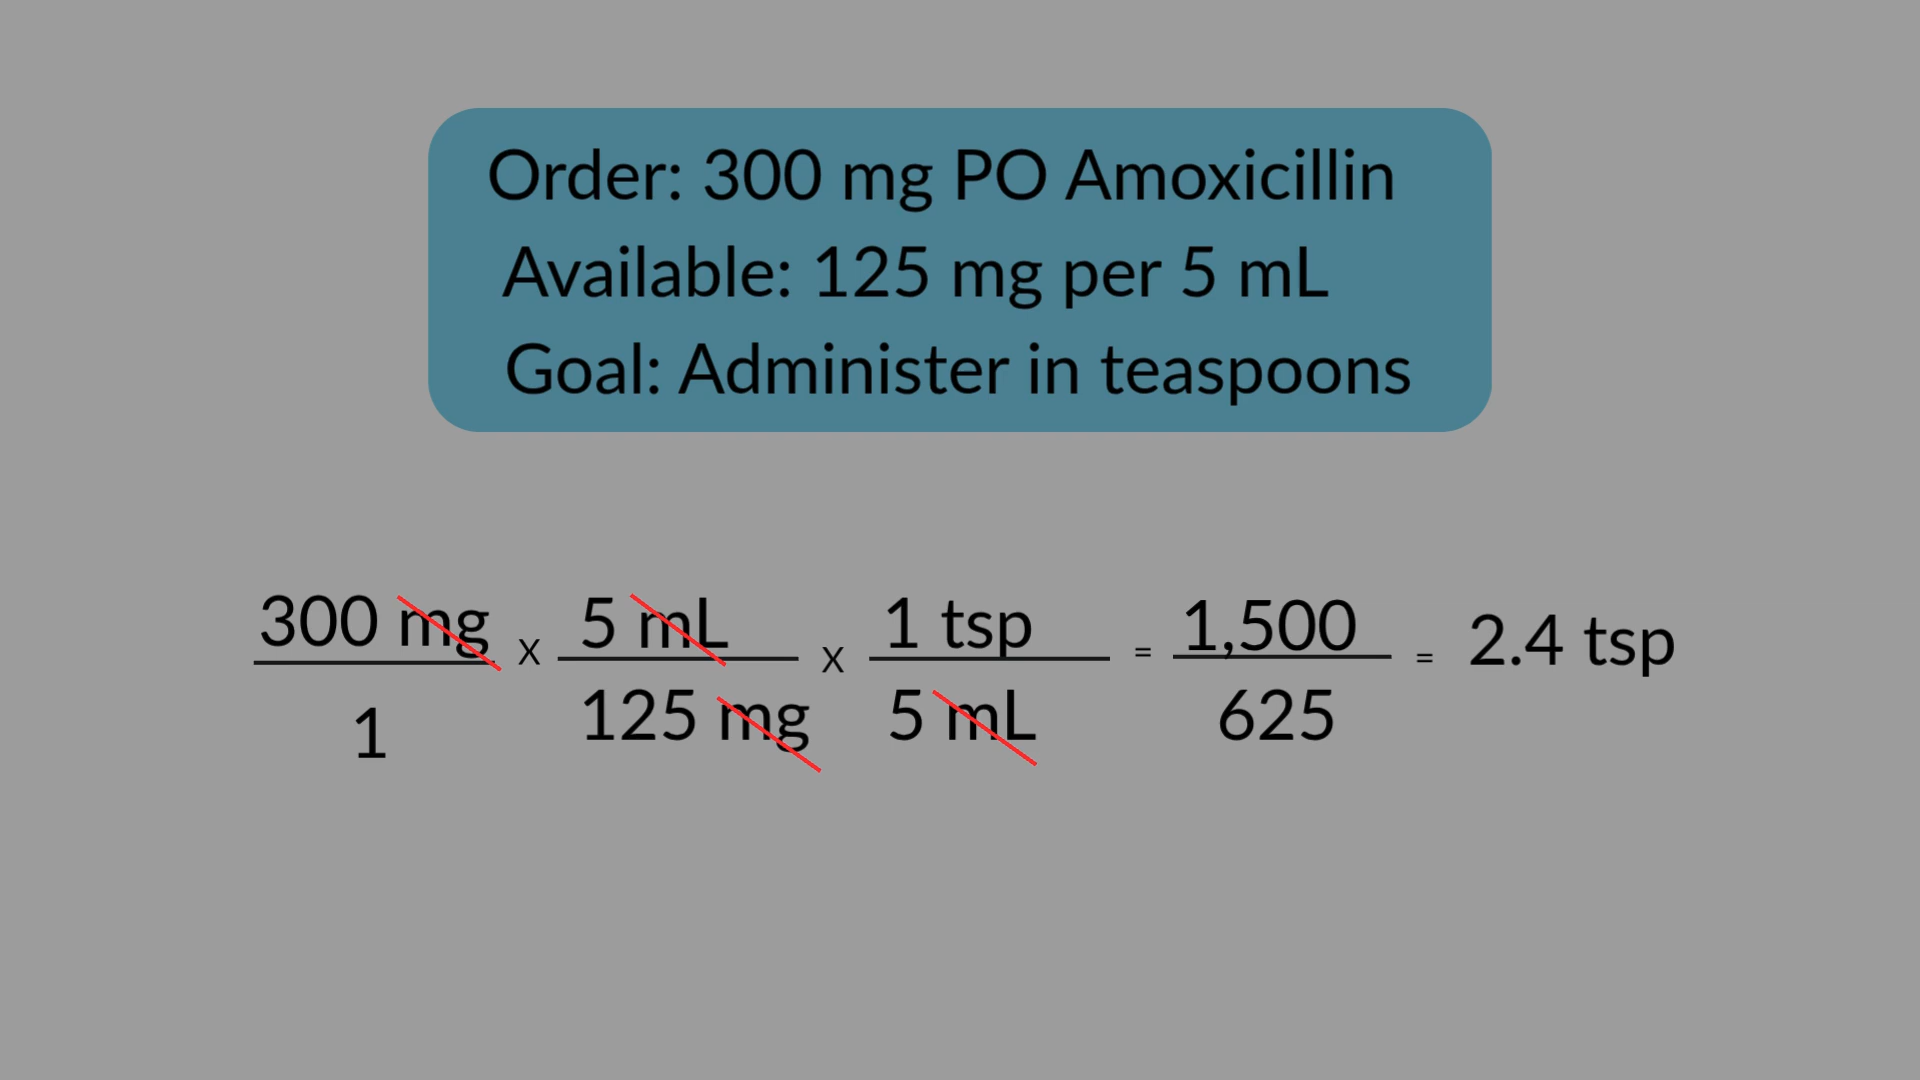 Order: 300 mg PO Amoxicillin
Available: 125 mg per 5 mL
Goal: Administer in teaspoons
300 mg x 5 mL x 1 tsp = 1,500 = 2.4 tsp
1 125 mg 5 mL 625